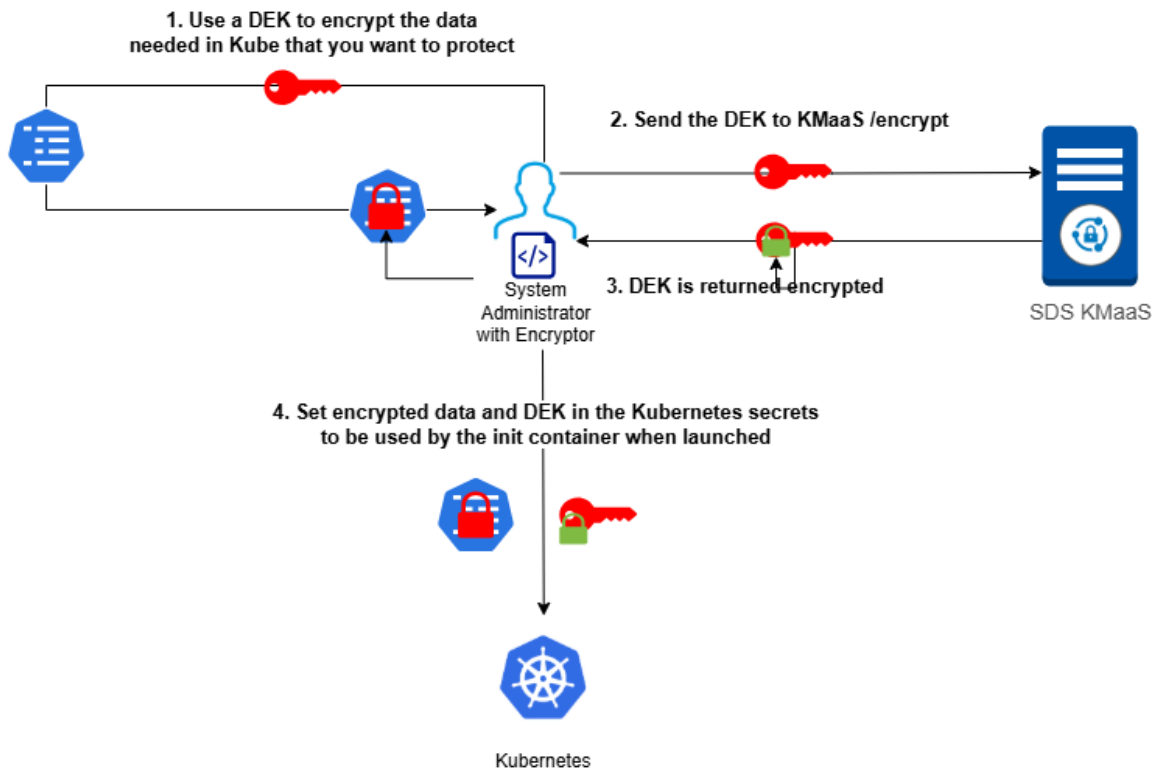 1. Use a DEK to encrypt the data
needed in Kube that you want to protect
2. Send the DEK to KMaaS /encrypt
3. DEK is returned encrypted
</>
System
Administrator
with Encryptor
SDS KMaaS
4. Set encrypted data and DEK in the Kubernetes secrets
to be used by the init container when launched
Kubernetes